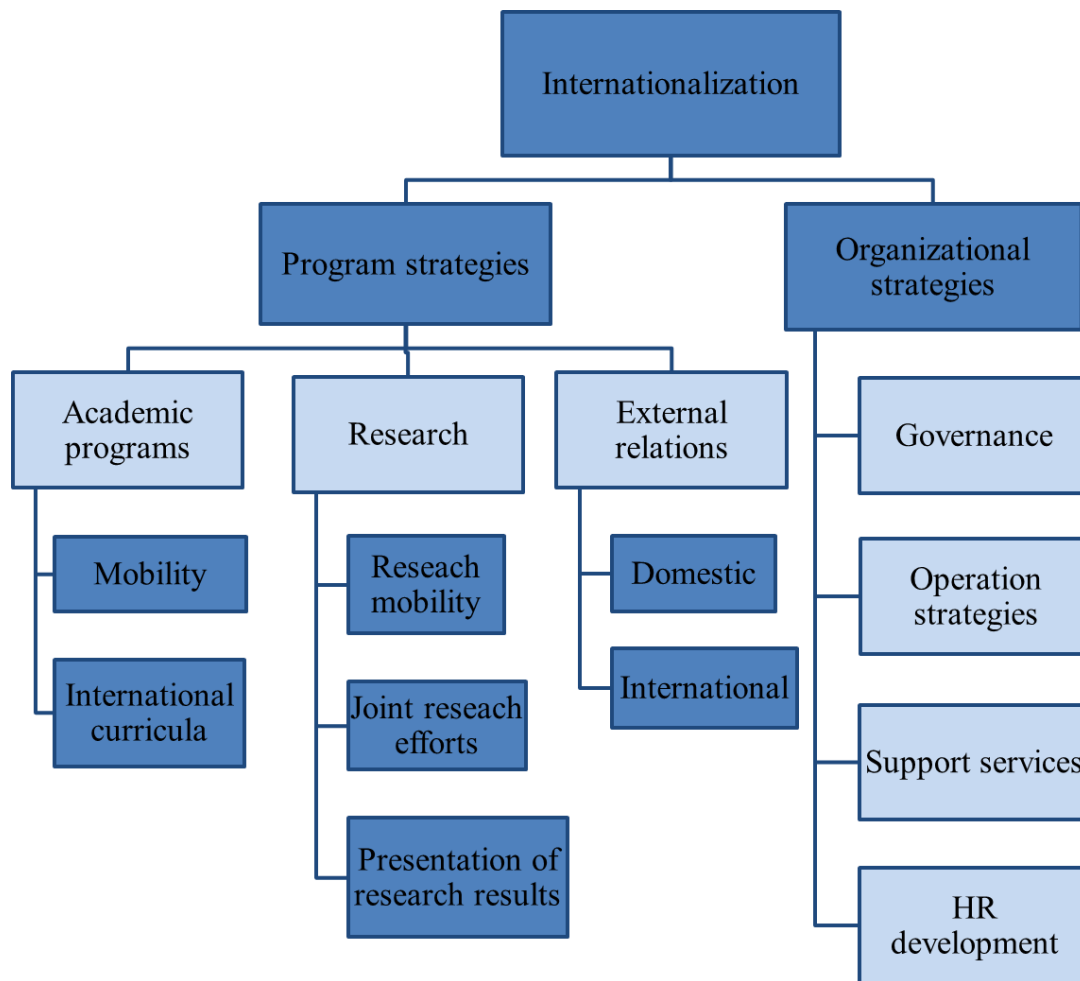 Internationalization
Program strategies
Organizational
strategies
Academic
programs
Research
External
relations
Governance
Mobility
Reseach
mobility
Domestic
Operation
strategies
International
curricula
Joint reseach
efforts
International
Support services
Presentation of
research results
HR
development